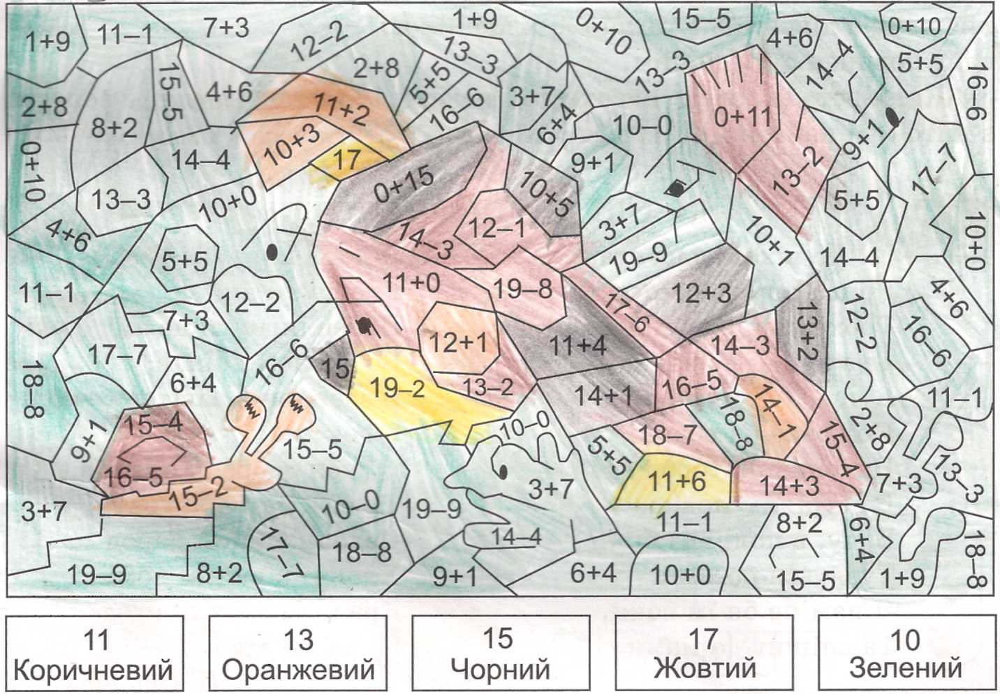 1+9 11–1 7+3 12–2 1+9 0+10 15–5 4+6 0+10
13–3 2+8 5+5 13–3 14–4 5+5 16–6
2+8 8+2 15–5 4+6 11+2 16–6 3+7 6+4 10–0 0+11 9+1
0+10 14–4 10+3 17 0+15 10+5 9+1 13–2 17–7
13–3 10+0 5+5
4+6 5+5 14–3 12–1 3+7 19–9 10+1 14–4 10+0
11–1 12–2 11+0 19–8 17–6 12+3 13+2 12–2 4+6
7+3 17–7 16–6 12+1 11+4 14–3 16–6
18–8 6+4 15 19–2 13–2 14+1 16–5 18–8 14–1 11–1
9+1 15–4 15–5 10–0 5+5 18–7 15–4 2+8
16–5 15–2 3+7 11+6 14+3 7+3 13–3
3+7 10–0 19–9 11–1 8+2 6+4
17–7 18–8 14–4 18–8
19–9 8+2 9+1 6+4 10+0 15–5 1+9
11 13 15 17 10
Коричневий Оранжевий Чорний Жовтий Зелений